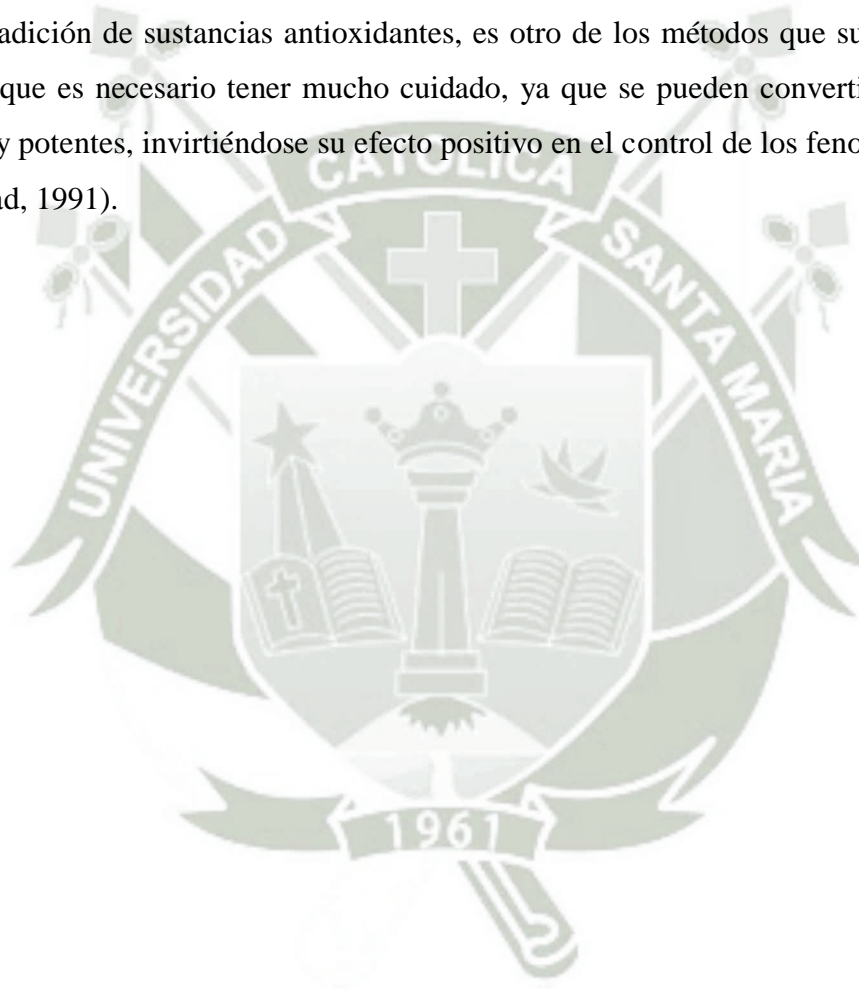 adición de sustancias antioxidantes, es otro de los métodos que su
que es necesario tener mucho cuidado, ya que se pueden converti
y potentes, invirtiéndose su efecto positivo en el control de los feno
ad, 1991).
UNIVERSIDAD CATOLICA SANTA MARIA
1961